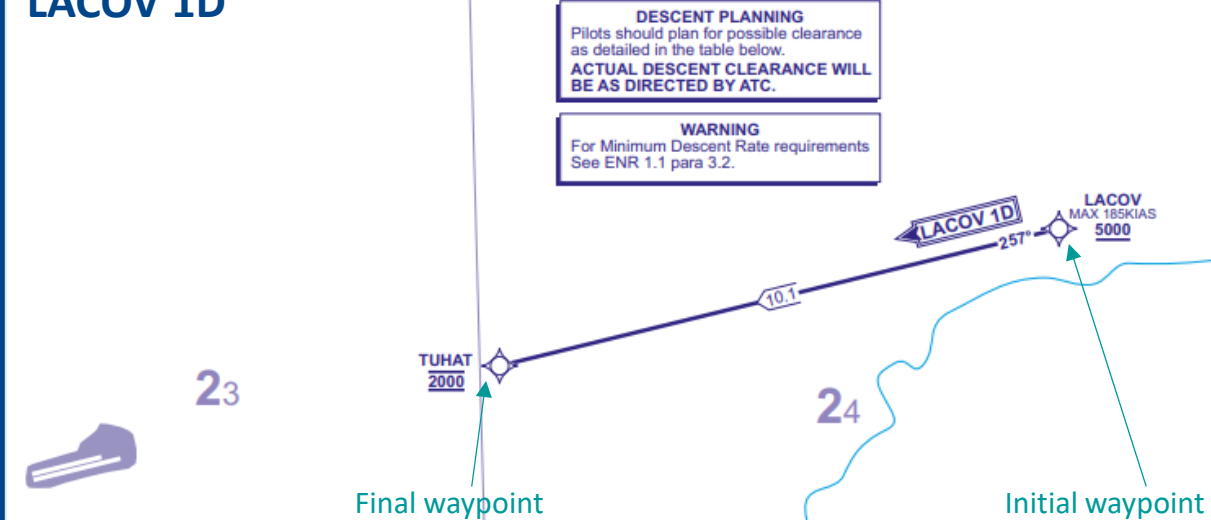 LACOV 1D
DESCENT PLANNING
Pilots should plan for possible clearance
as detailed in the table below.
ACTUAL DESCENT CLEARANCE WILL
BE AS DIRECTED BY ATC.
WARNING
For Minimum Descent Rate requirements
See ENR 1.1 para 3.2.
LACOV 1D
257°
LACOV
MAX 185KIAS
5000
10.1
TUHAT
2000
23
24
Final waypoint
Initial waypoint